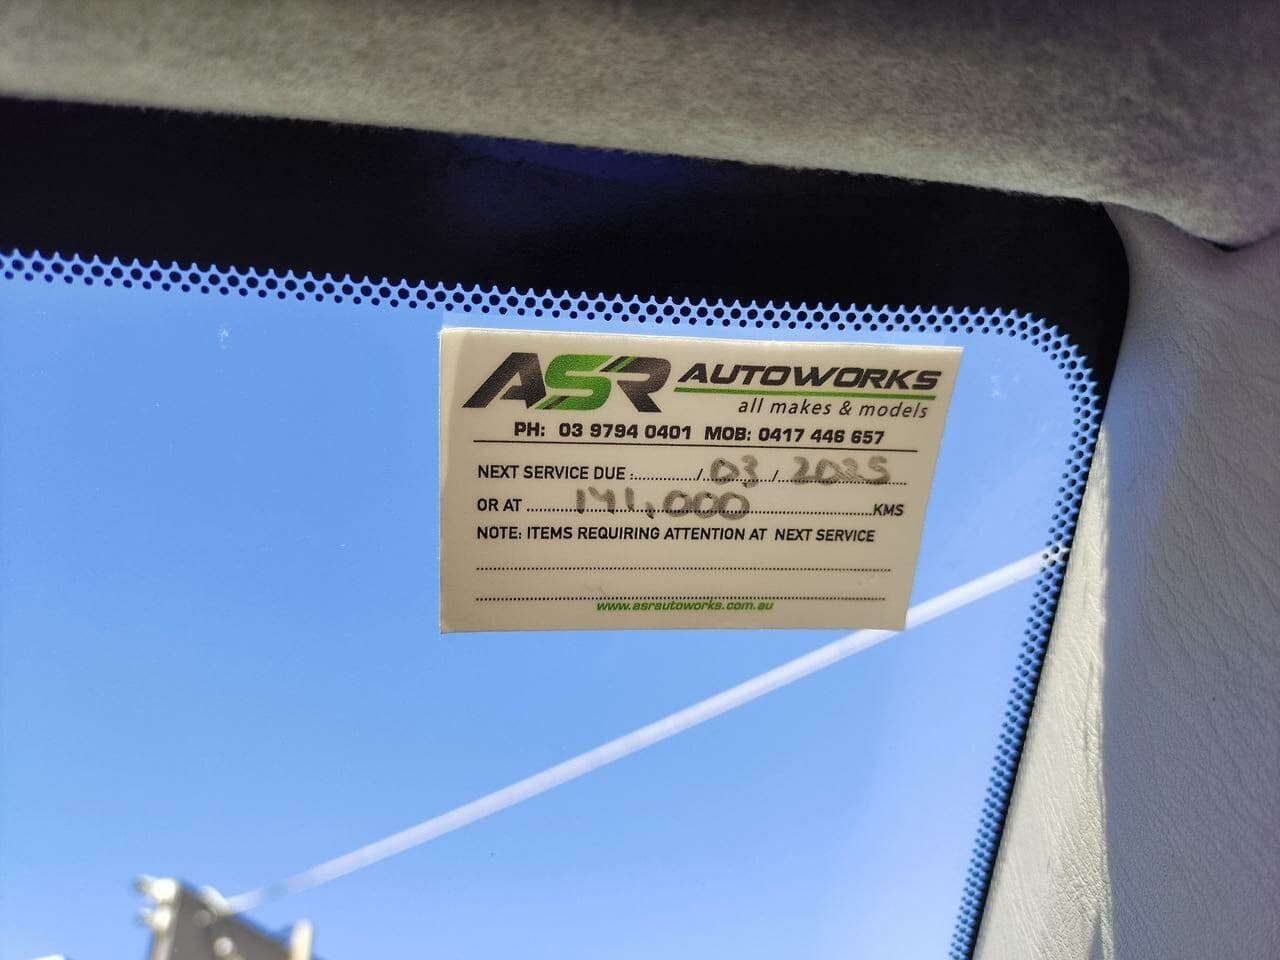 ASR AUTOWORKS
all makes & models
PH: 03 9794 0401 MOB: 0417 446 657
NEXT SERVICE DUE :............/..03../..2025......
OR AT ......141,000....................KMS
NOTE: ITEMS REQUIRING ATTENTION AT NEXT SERVICE
www.asrautoworks.com.au